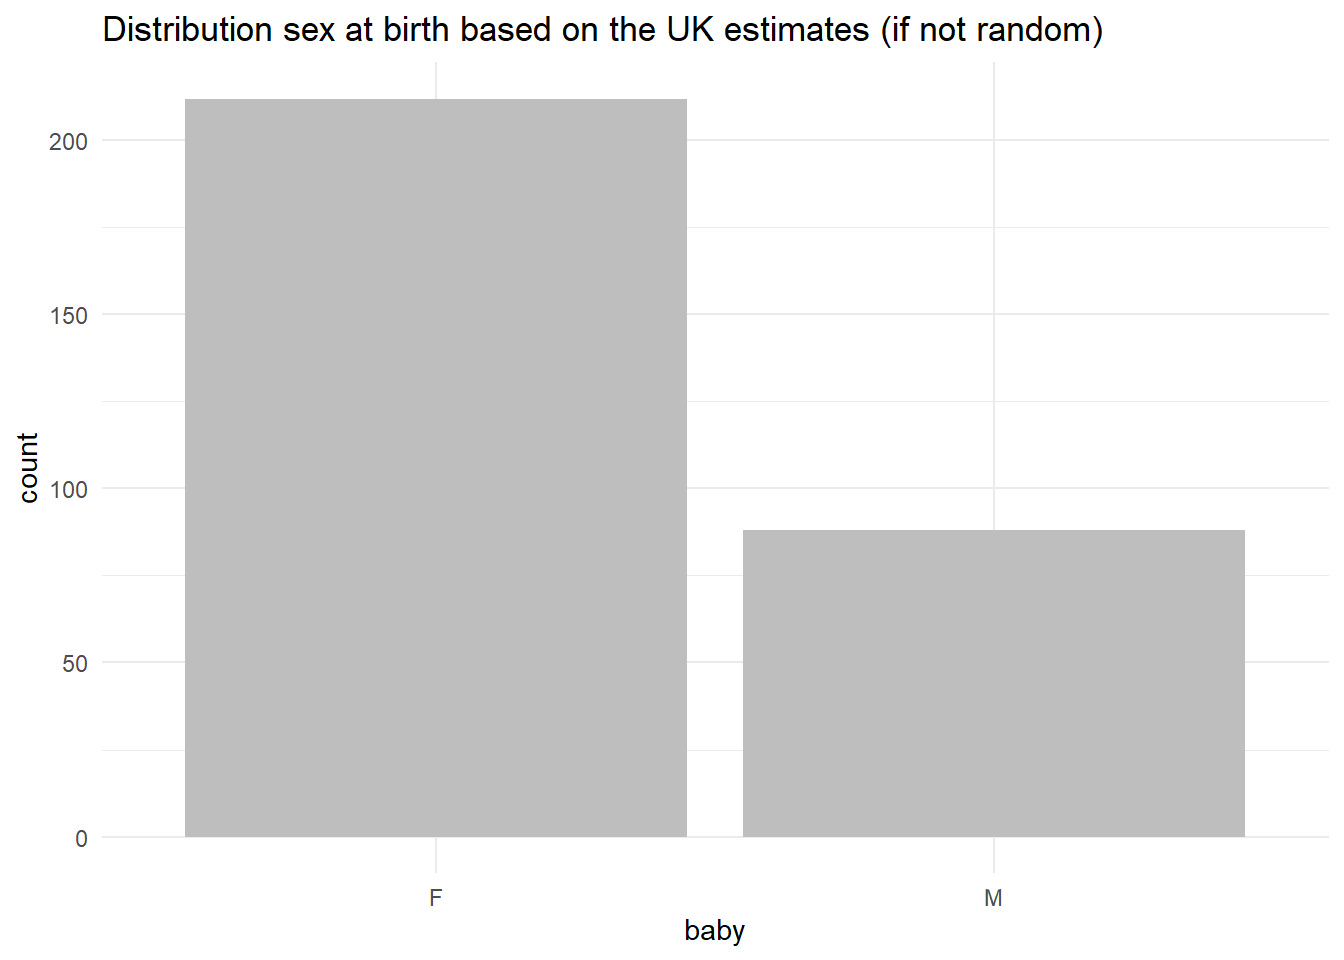 Distribution sex at birth based on the UK estimates (if not random)
200
150
100
50
0
count
F
M
baby